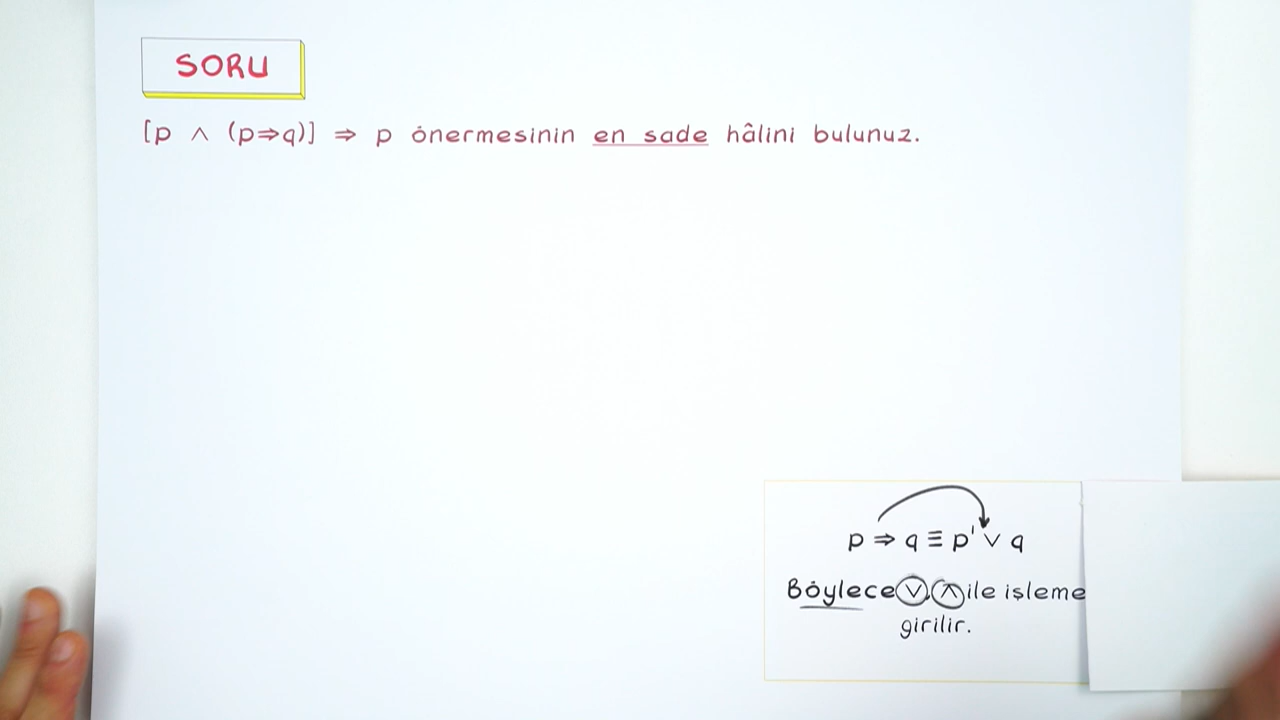 SORU
[p ∧ (p⇒q)] ⇒ p önermesinin en sade hâlini bulunuz.
p ⇒ q ≡ p' ∨ q
Böylece ∨, ∧ ile işleme
girilir.